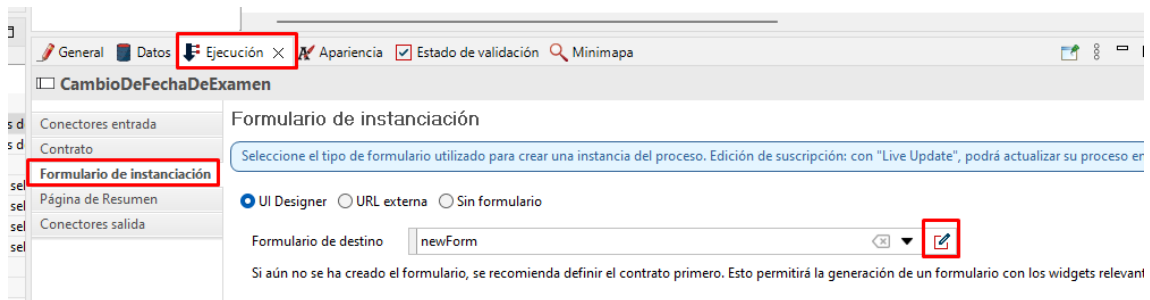 General Datos Ejecución Apariencia Estado de validación Minimapa
CambioDeFechaDeExamen
Conectores entrada
Contrato
Formulario de instanciación
Página de Resumen
Conectores salida
Formulario de instanciación
Seleccione el tipo de formulario utilizado para crear una instancia del proceso. Edición de suscripción: con "Live Update", podrá actualizar su proceso en
UI Designer URL externa Sin formulario
Formulario de destino newForm
Si aún no se ha creado el formulario, se recomienda definir el contrato primero. Esto permitirá la generación de un formulario con los widgets